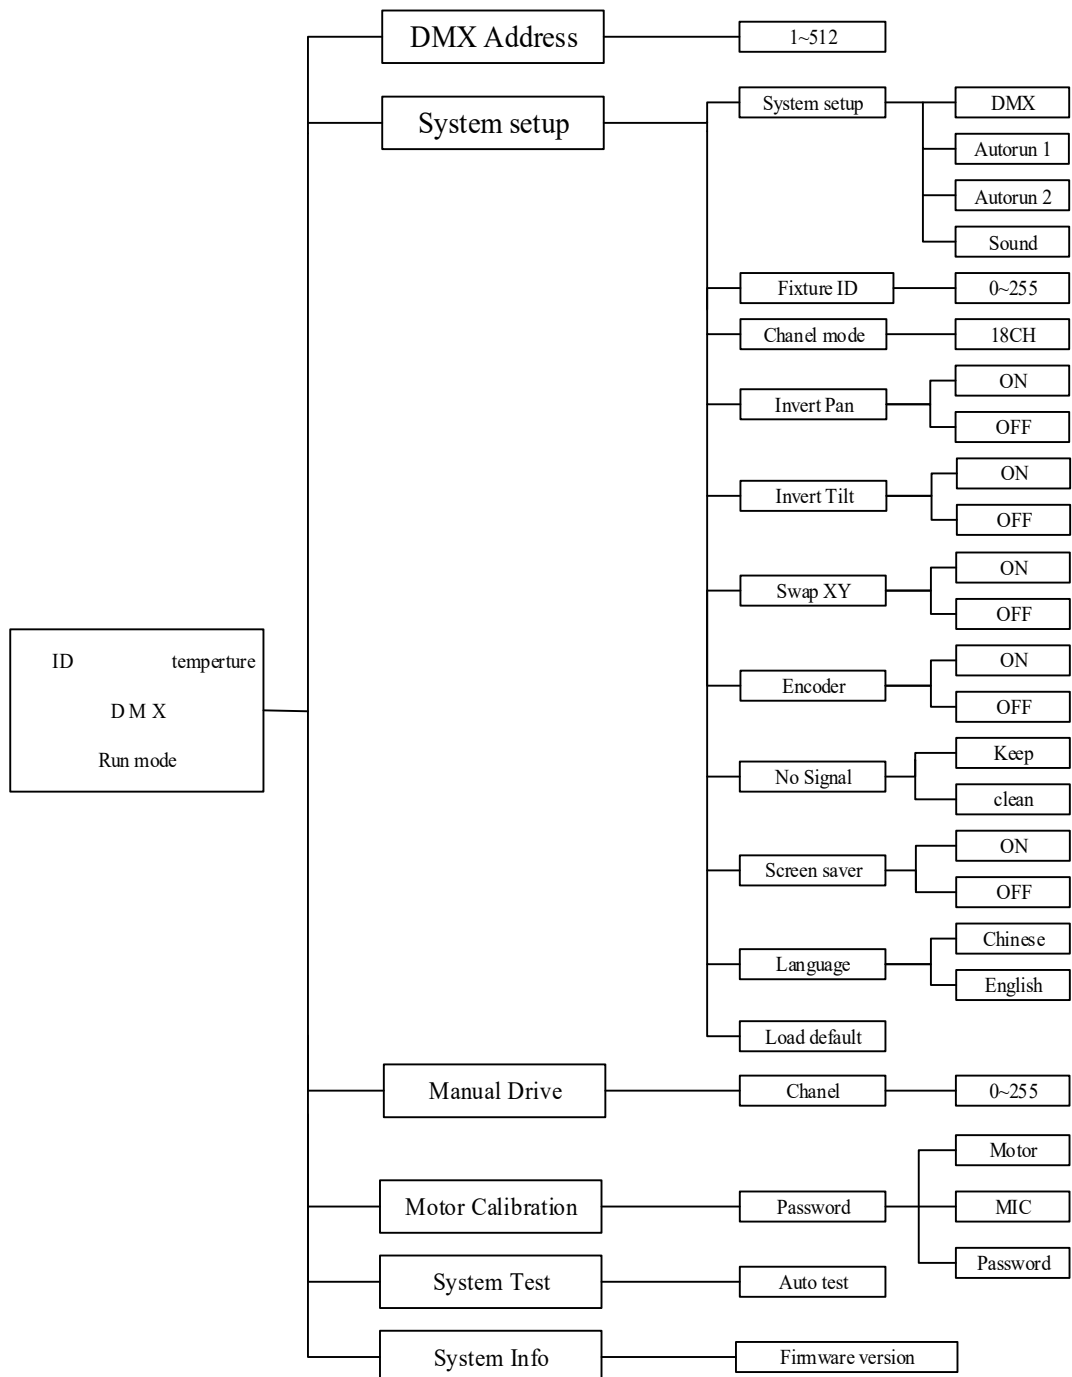 DMX Address
1~512
System setup
System setup
DMX
Autorun 1
Autorun 2
Sound
Fixture ID
0~255
Chanel mode
18CH
Invert Pan
ON
OFF
Invert Tilt
ON
OFF
Swap XY
ON
OFF
Encoder
ON
OFF
No Signal
Keep
clean
Screen saver
ON
OFF
Language
Chinese
English
Load default
ID temperture
D M X
Run mode
Manual Drive
Chanel
0~255
Motor Calibration
Password
Motor
MIC
Password
System Test
Auto test
System Info
Firmware version